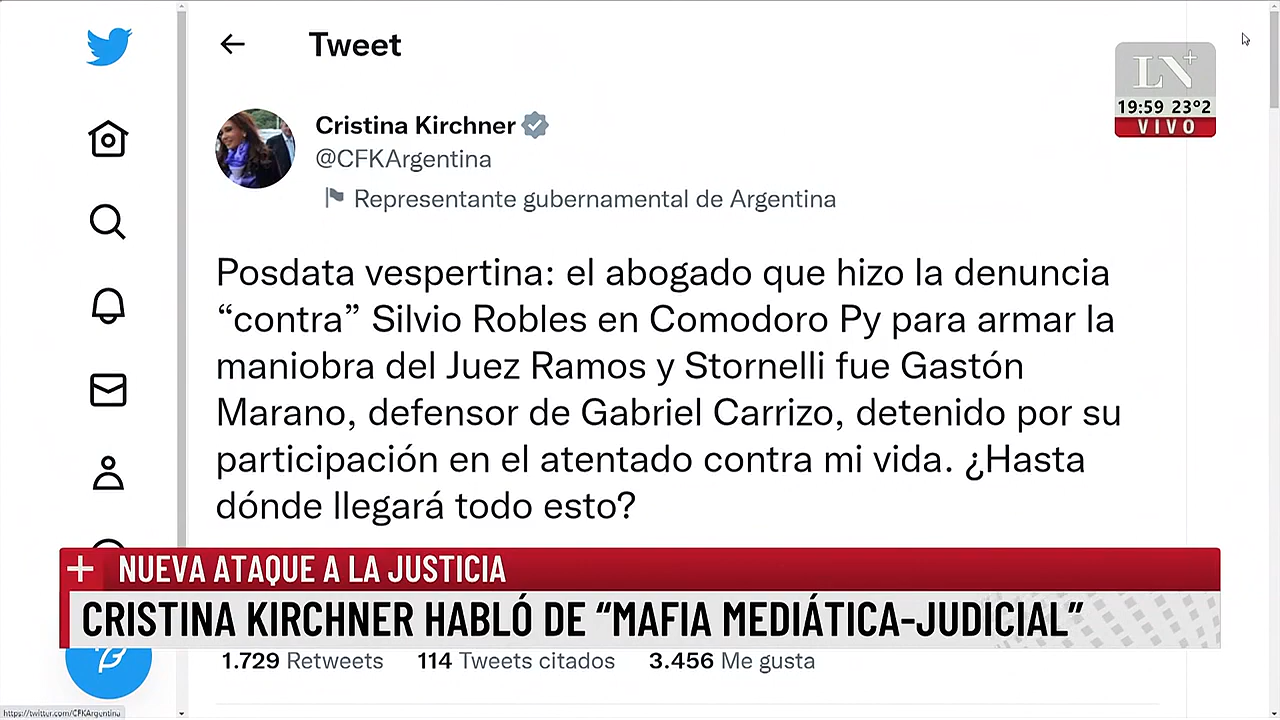 Tweet
LN+
19:59 23º2
VIVO
Cristina Kirchner
@CFKArgentina
Representante gubernamental de Argentina
Posdata vespertina: el abogado que hizo la denuncia
“contra” Silvio Robles en Comodoro Py para armar la
maniobra del Juez Ramos y Stornelli fue Gastón
Marano, defensor de Gabriel Carrizo, detenido por su
participación en el atentado contra mi vida. ¿Hasta
dónde llegará todo esto?
+ NUEVA ATAQUE A LA JUSTICIA
CRISTINA KIRCHNER HABLÓ DE “MAFIA MEDIÁTICA-JUDICIAL”
1.729 Retweets 114 Tweets citados 3.456 Me gusta
https://twitter.com/CFKArgentina